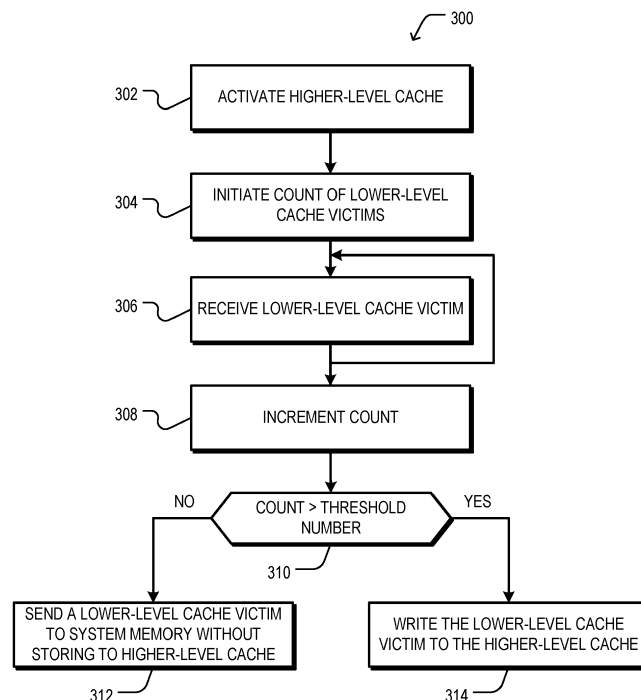 300
302
ACTIVATE HIGHER-LEVEL CACHE
304
INITIATE COUNT OF LOWER-LEVEL
CACHE VICTIMS
306
RECEIVE LOWER-LEVEL CACHE VICTIM
308
INCREMENT COUNT
NO
COUNT > THRESHOLD
NUMBER
YES
310
SEND A LOWER-LEVEL CACHE VICTIM
TO SYSTEM MEMORY WITHOUT
STORING TO HIGHER-LEVEL CACHE
WRITE THE LOWER-LEVEL CACHE
VICTIM TO THE HIGHER-LEVEL CACHE
312
314